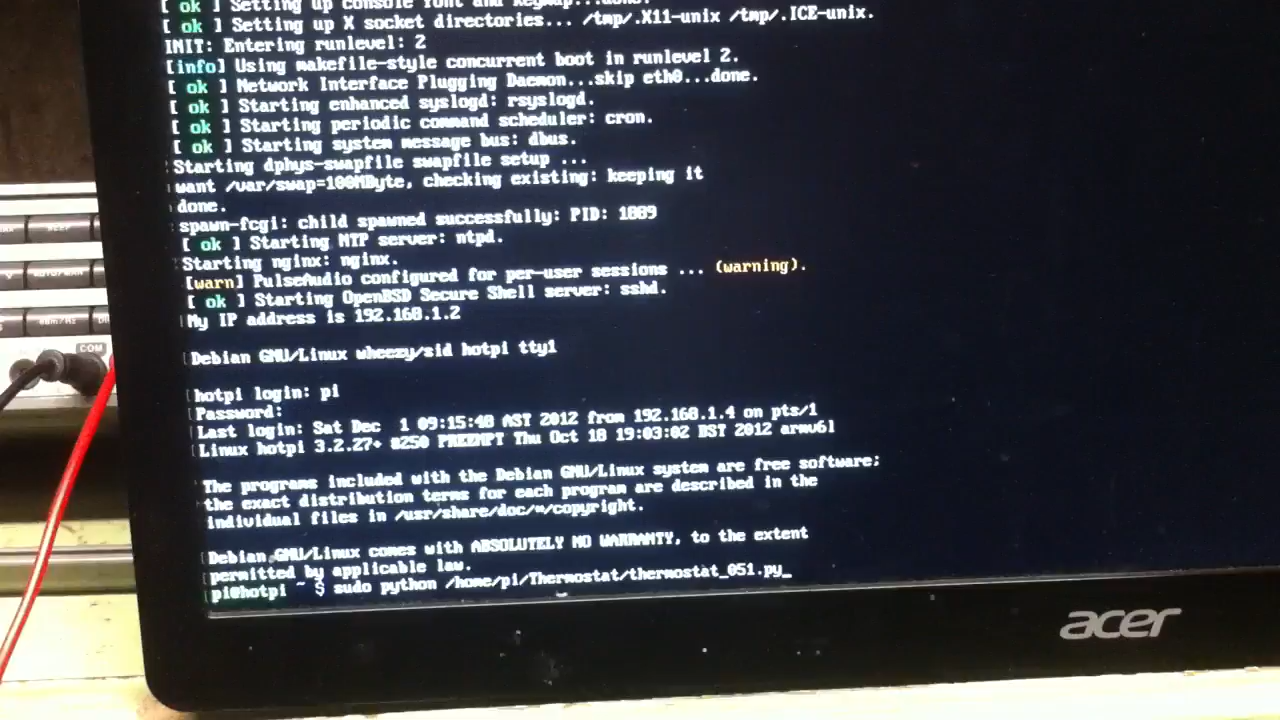 [ ok ] Setting up console font and keymap...done.
[ ok ] Setting up X socket directories... /tmp/.X11-unix /tmp/.ICE-unix.
INIT: Entering runlevel: 2
[info] Using makefile-style concurrent boot in runlevel 2.
[ ok ] Network Interface Plugging Daemon...skip eth0...done.
[ ok ] Starting enhanced syslogd: rsyslogd.
[ ok ] Starting periodic command scheduler: cron.
[ ok ] Starting system message bus: dbus.
Starting dphys-swapfile swapfile setup ...
want /var/swap=100MByte, checking existing: keeping it
done.
spawn-fcgi: child spawned successfully: PID: 1889
[ ok ] Starting NTP server: ntpd.
Starting nginx: nginx.
[warn] PulseAudio configured for per-user sessions ... (warning).
[ ok ] Starting OpenBSD Secure Shell server: sshd.
My IP address is 192.168.1.2
Debian GNU/Linux wheezy/sid hotpi tty1
hotpi login: pi
Password:
Last login: Sat Dec 1 09:15:48 AST 2012 from 192.168.1.4 on pts/1
Linux hotpi 3.2.27+ #250 PREEMPT Thu Oct 18 19:03:02 BST 2012 armv6l
The programs included with the Debian GNU/Linux system are free software;
the exact distribution terms for each program are described in the
individual files in /usr/share/doc/*/copyright.
Debian GNU/Linux comes with ABSOLUTELY NO WARRANTY, to the extent
permitted by applicable law.
pi@hotpi ~ $ sudo python /home/pi/Thermostat/thermostat_051.py_
acer
COM